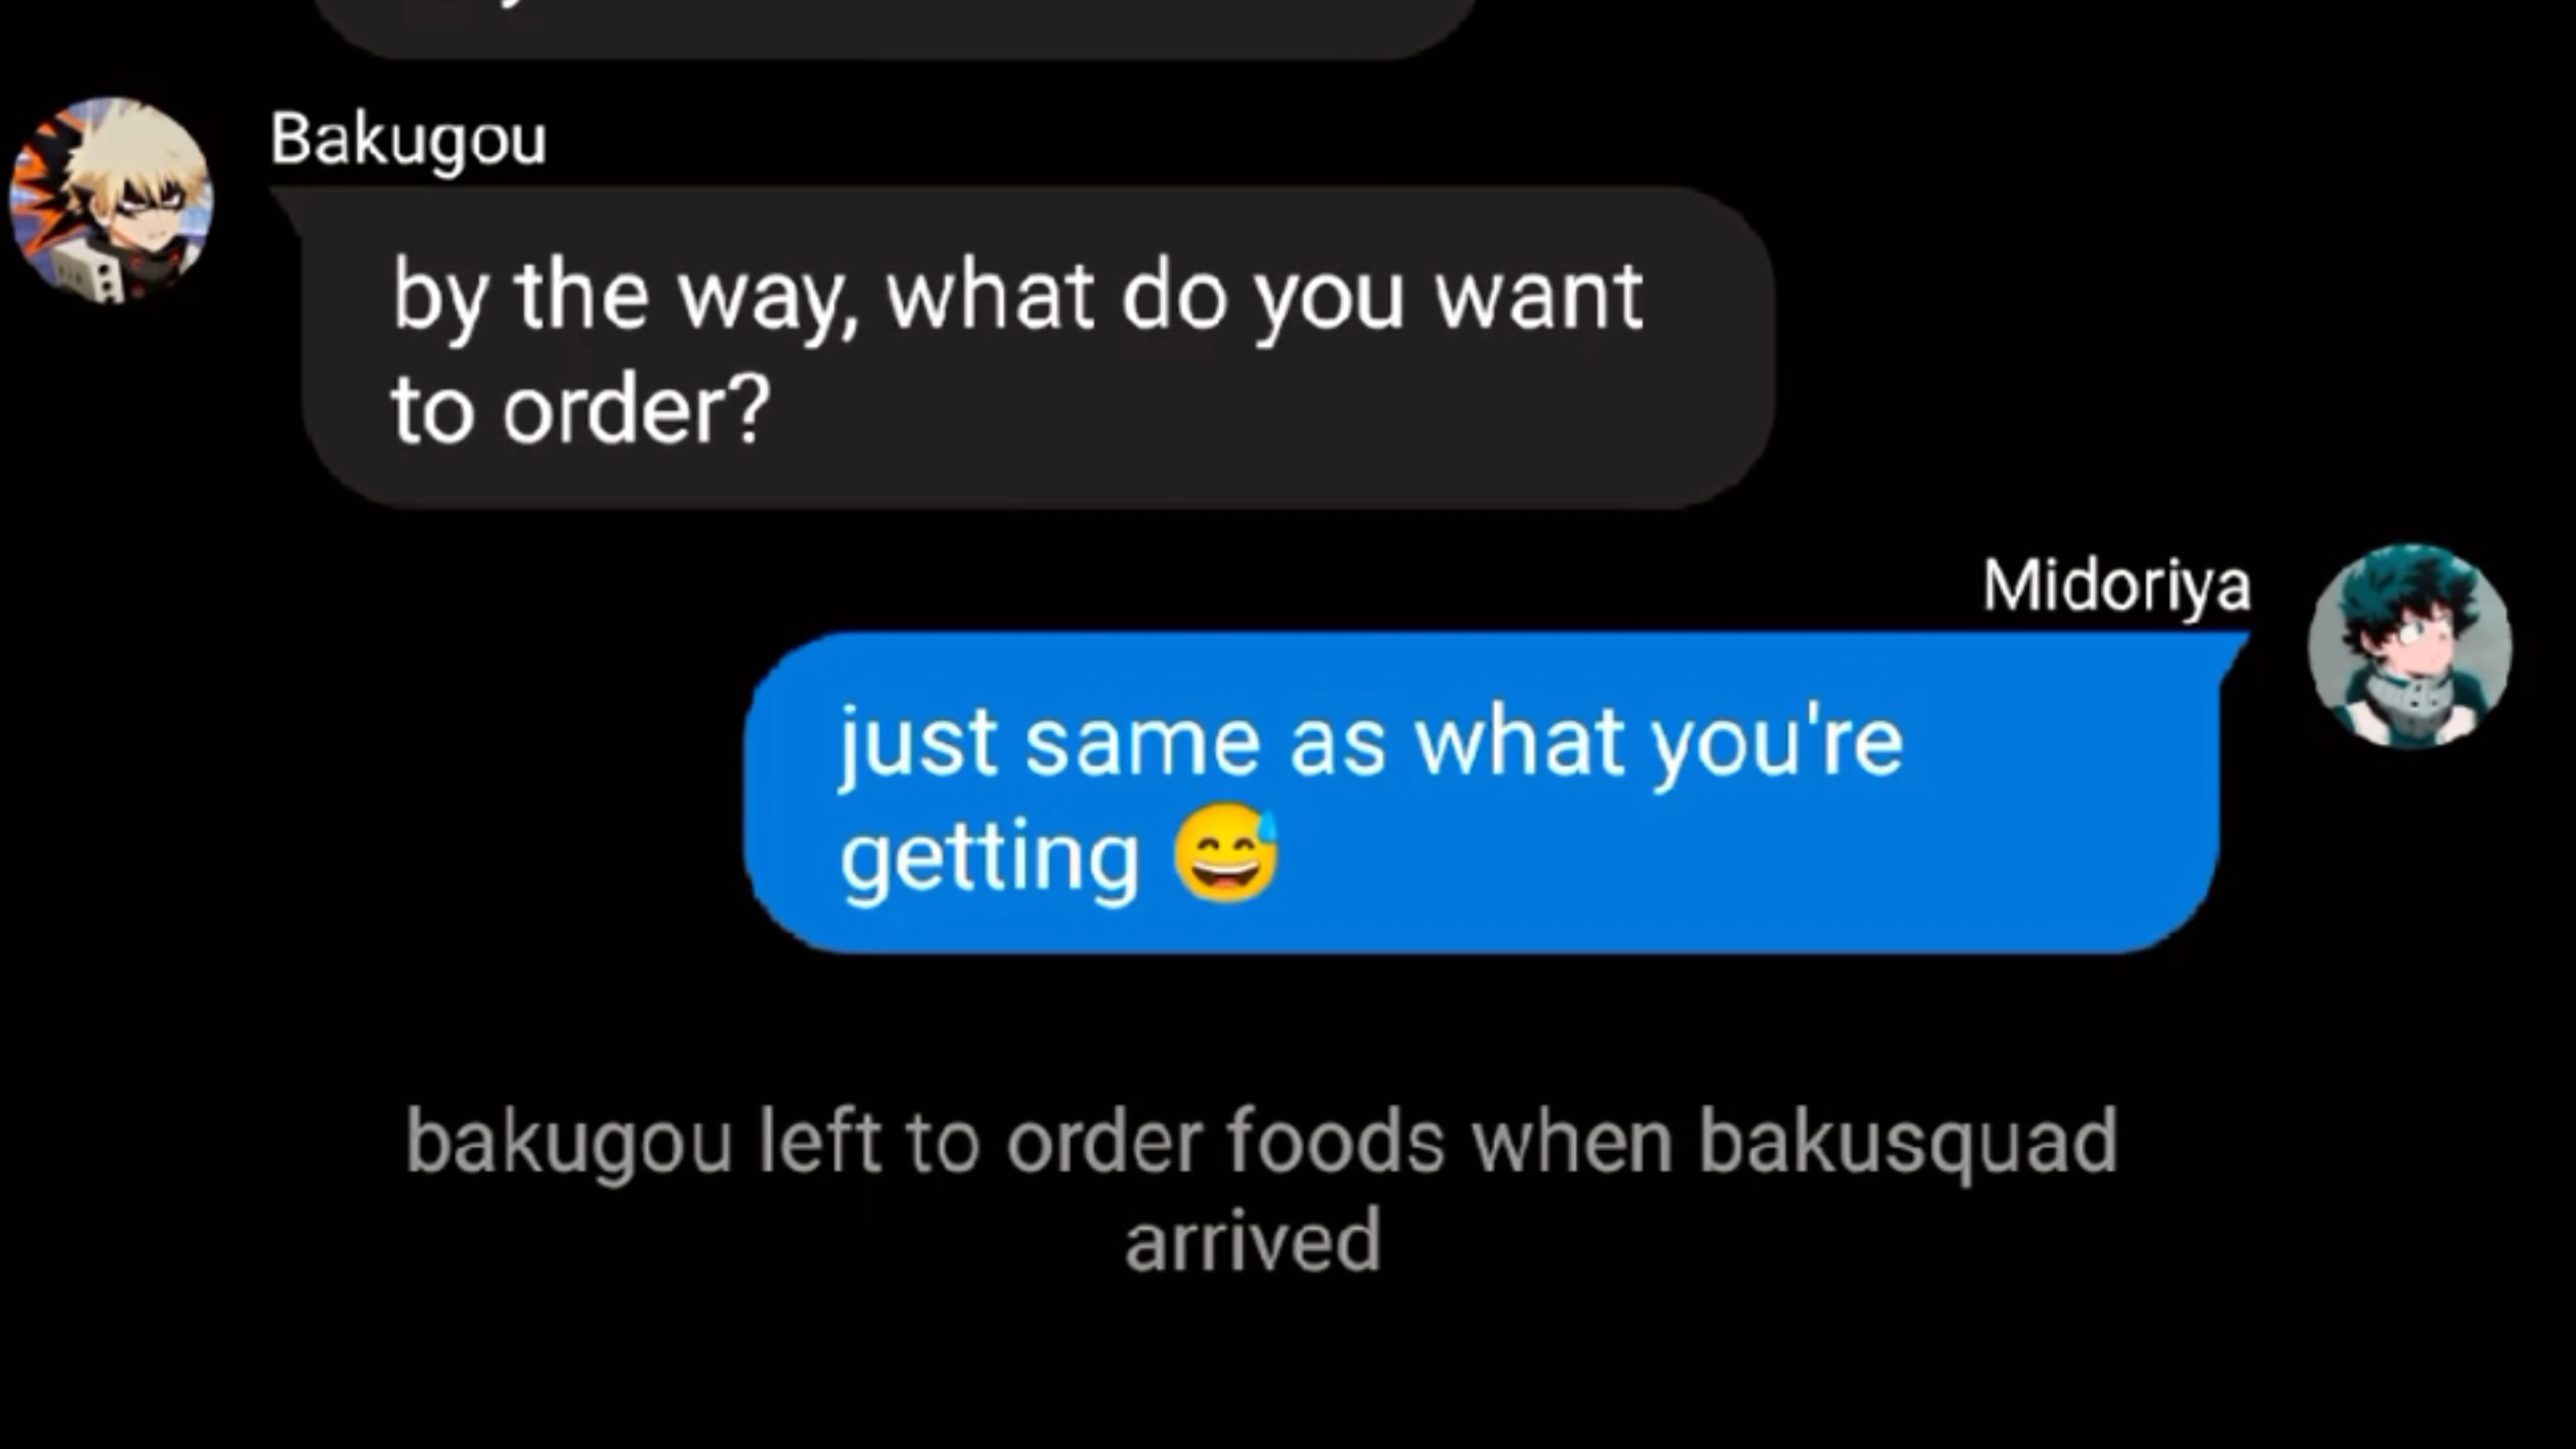 Bakugou
by the way, what do you want
to order?
Midoriya
just same as what you're
getting 😅
bakugou left to order foods when bakusquad
arrived